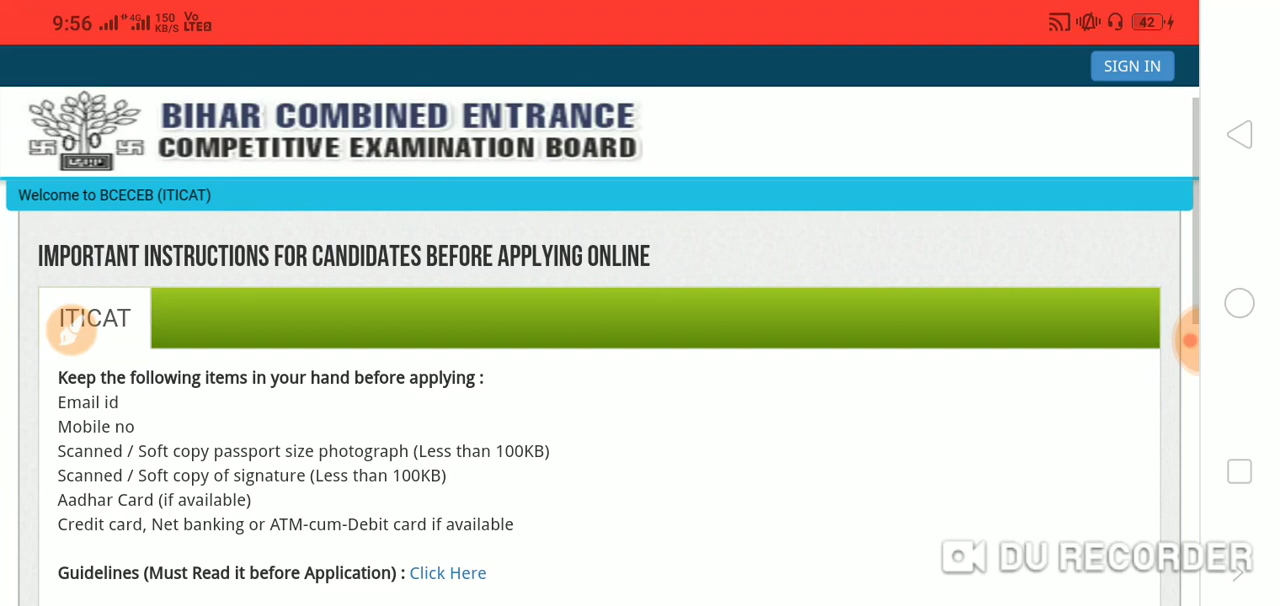 9:56 4G 150 KB/S Vo LTE2 42
SIGN IN
BIHAR COMBINED ENTRANCE
COMPETITIVE EXAMINATION BOARD
Welcome to BCECEB (ITICAT)
IMPORTANT INSTRUCTIONS FOR CANDIDATES BEFORE APPLYING ONLINE
ITICAT
Keep the following items in your hand before applying :
Email id
Mobile no
Scanned / Soft copy passport size photograph (Less than 100KB)
Scanned / Soft copy of signature (Less than 100KB)
Aadhar Card (if available)
Credit card, Net banking or ATM-cum-Debit card if available
Guidelines (Must Read it before Application) : Click Here
DU RECORDER